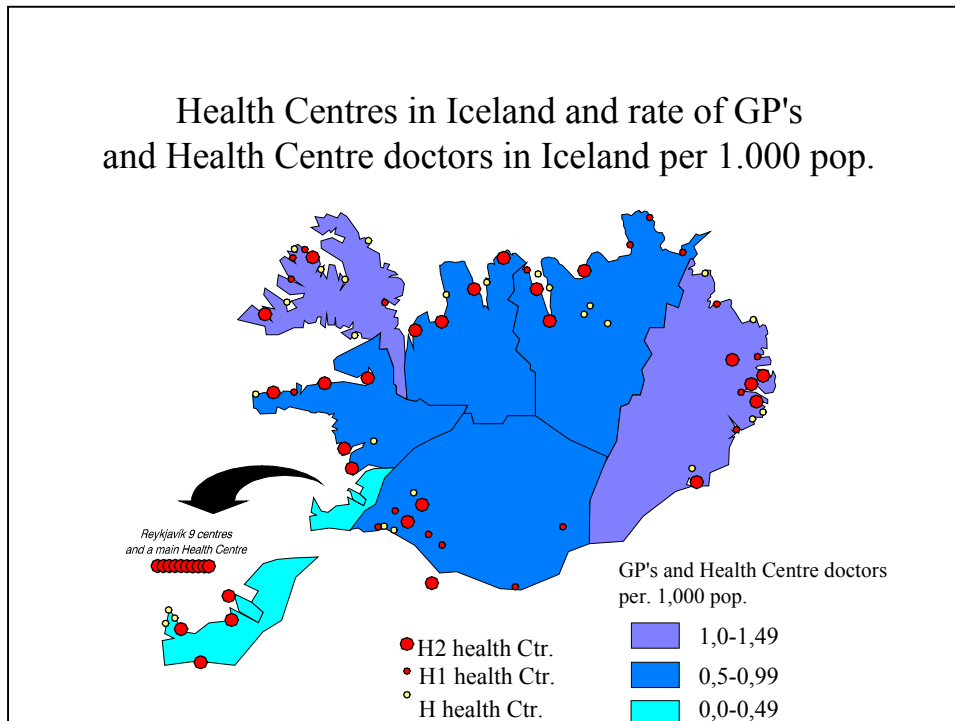 Health Centres in Iceland and rate of GP's
and Health Centre doctors in Iceland per 1.000 pop.
Reykjavík 9 centres
and a main Health Centre
GP's and Health Centre doctors
per. 1,000 pop.
1,0-1,49
0,5-0,99
0,0-0,49
H2 health Ctr.
H1 health Ctr.
H health Ctr.